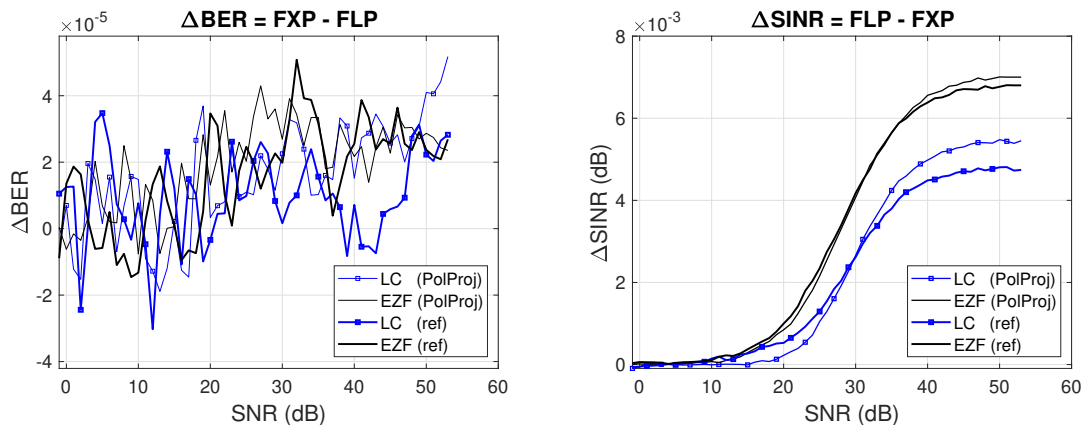 ΔBER = FXP - FLP
×10⁻⁵
4
2
0
-2
-4
ΔBER
0
10
20
30
40
50
60
SNR (dB)
LC (PolProj)
EZF (PolProj)
LC (ref)
EZF (ref)
ΔSINR = FLP - FXP
×10⁻³
8
6
4
2
0
ΔSINR (dB)
0
10
20
30
40
50
60
SNR (dB)
LC (PolProj)
EZF (PolProj)
LC (ref)
EZF (ref)